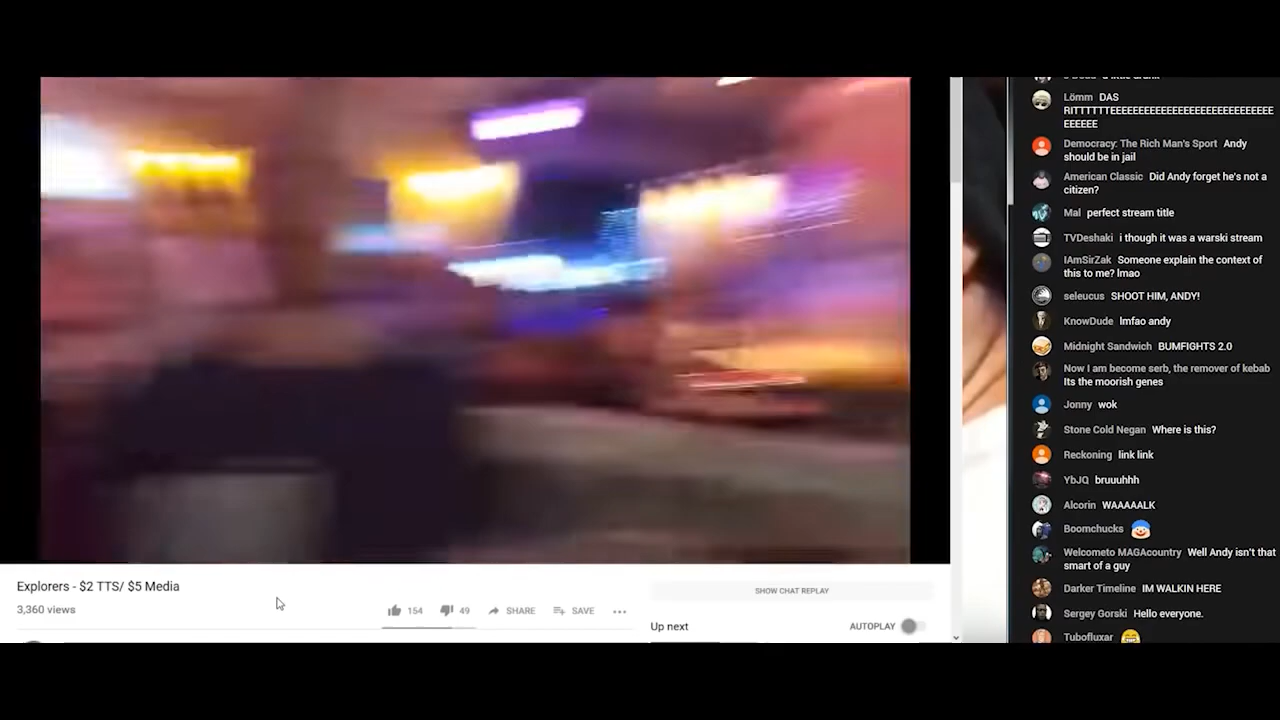 Lömm DAS
RITTTTTTEEEEEEEEEEEEEEEEEEEEEEEEEEEE
EEEEEE
Democracy: The Rich Man's Sport Andy
should be in jail
American Classic Did Andy forget he's not a
citizen?
Mal perfect stream title
TVDeshaki i though it was a warski stream
IAmSirZak Someone explain the context of
this to me? lmao
seleucus SHOOT HIM, ANDY!
KnowDude lmfao andy
Midnight Sandwich BUMFIGHTS 2.0
Now I am become serb, the remover of kebab
Its the moorish genes
Jonny wok
Stone Cold Negan Where is this?
Reckoning link link
YbJQ bruuuhhh
Alcorin WAAAAALK
Boomchucks
Welcometo MAGAcountry Well Andy isn't that
smart of a guy
Darker Timeline IM WALKIN HERE
Sergey Gorski Hello everyone.
Tubofluxar
Explorers - $2 TTS/ $5 Media
3,360 views
154 49 SHARE SAVE
SHOW CHAT REPLAY
Up next AUTOPLAY